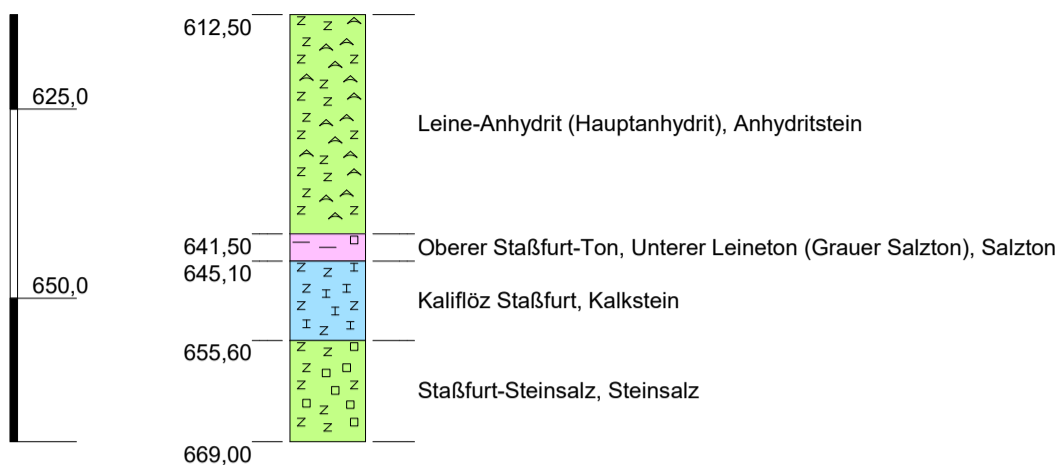 612,50
625,0
Leine-Anhydrit (Hauptanhydrit), Anhydritstein
641,50
Oberer Staßfurt-Ton, Unterer Leineton (Grauer Salzton), Salzton
645,10
650,0
Kaliflöz Staßfurt, Kalkstein
655,60
Staßfurt-Steinsalz, Steinsalz
669,00